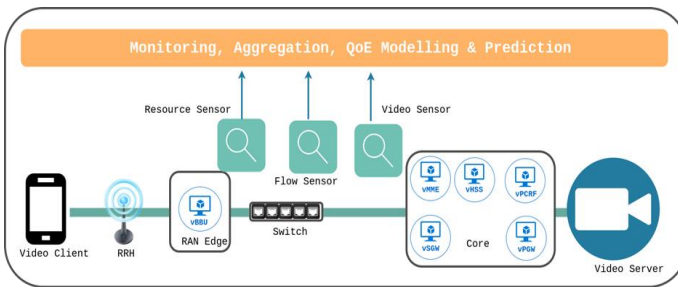 Monitoring, Aggregation, QoE Modelling & Prediction
Resource Sensor
Video Sensor
Flow Sensor
vMME
vHSS
vPCRF
vBBU
RAN Edge
Switch
vSGW
Core
vPGW
Video Client
RRH
Video Server